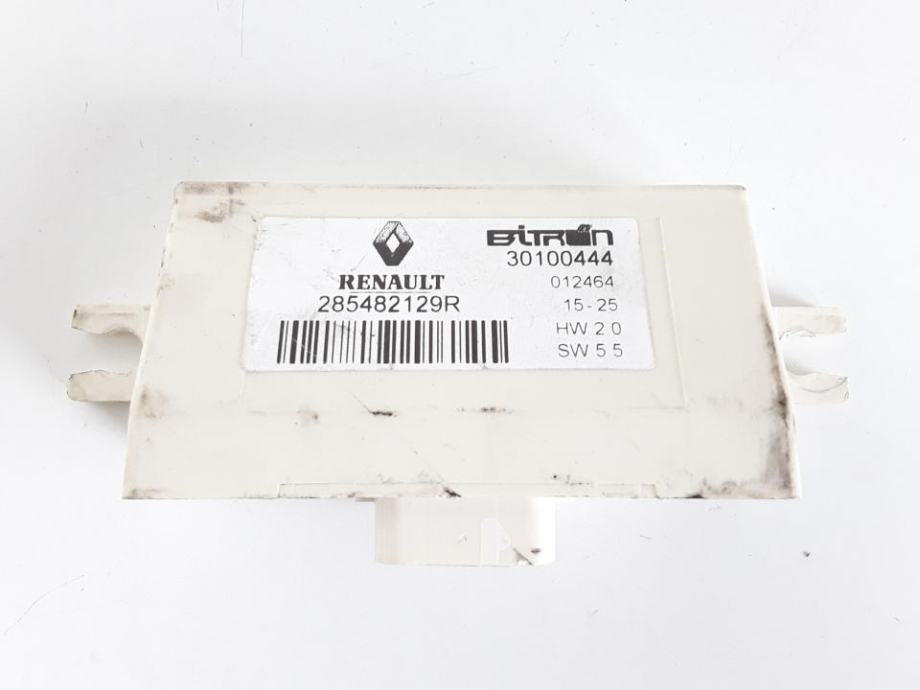 RENAULT
285482129R
BITRON
30100444
012464
15-25
HW 2 0
SW 5 5